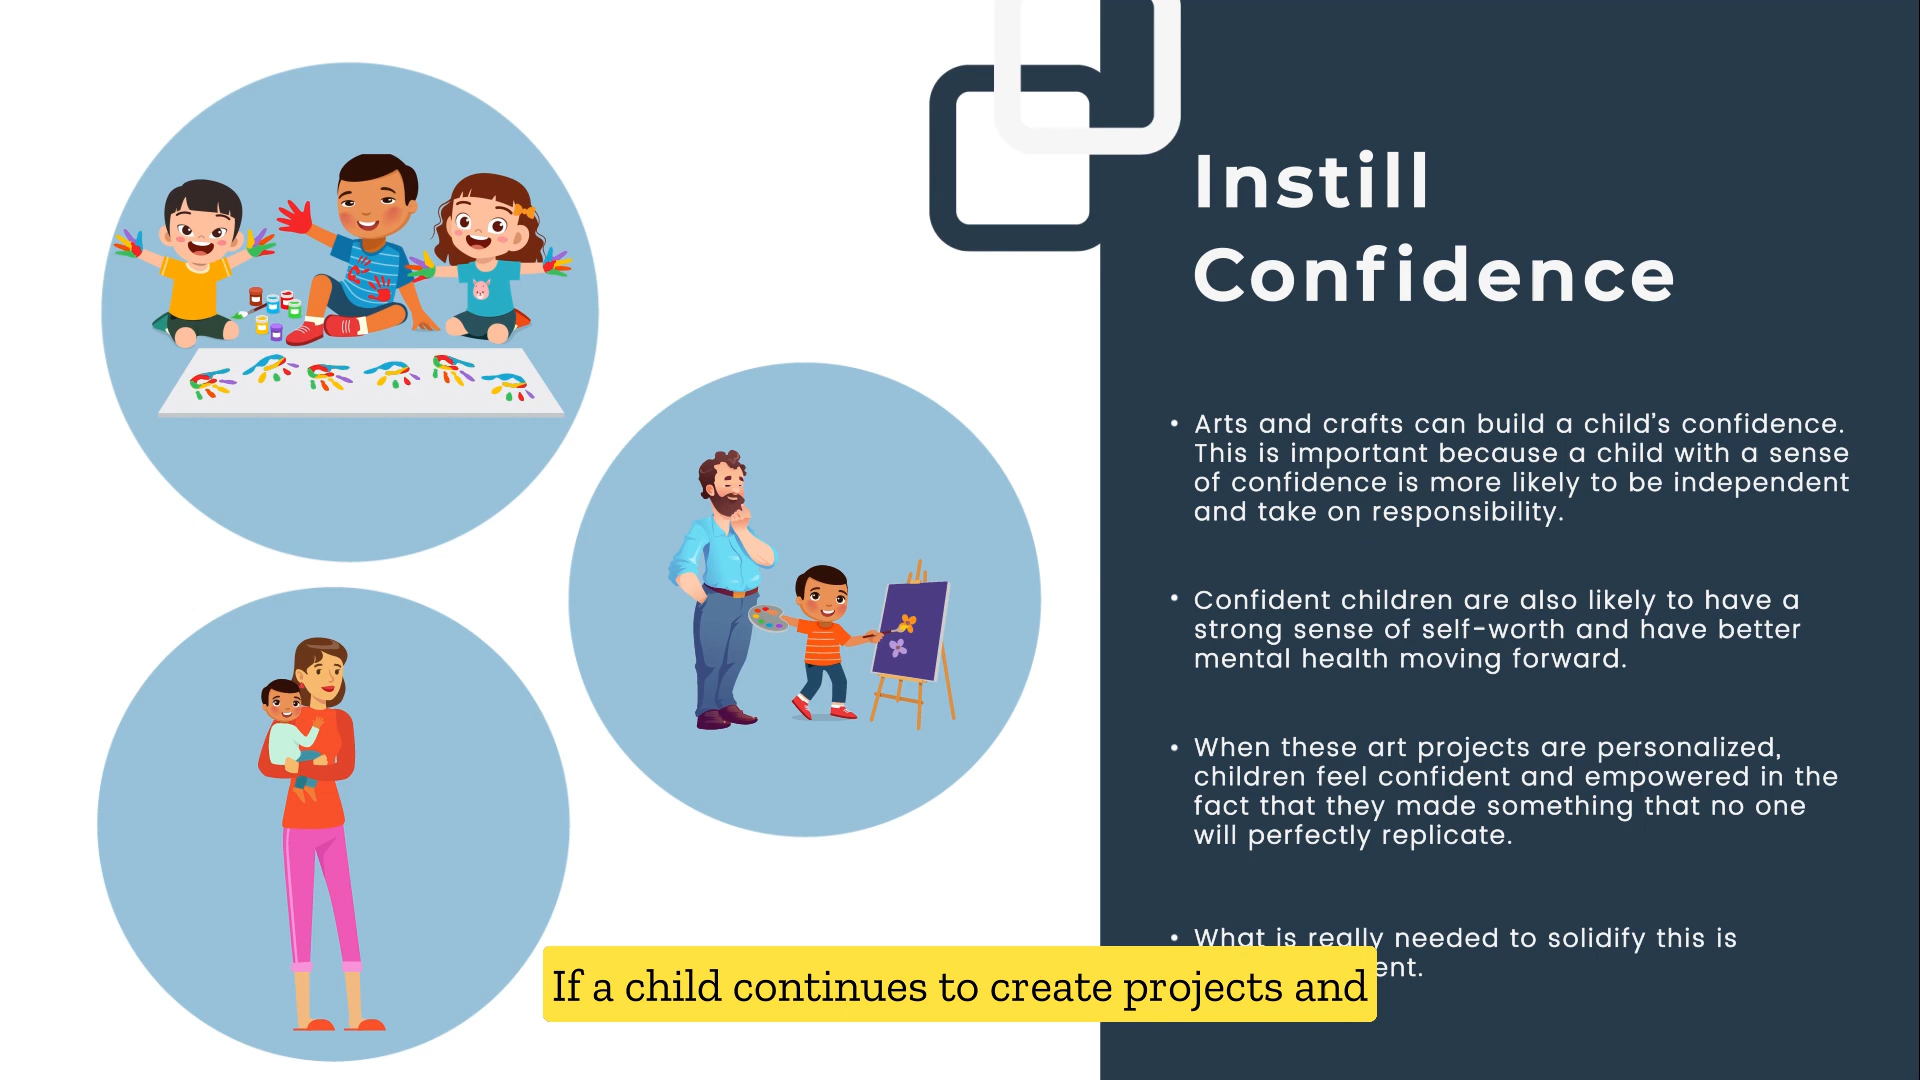 Instill
Confidence
• Arts and crafts can build a child's confidence.
This is important because a child with a sense
of confidence is more likely to be independent
and take on responsibility.
• Confident children are also likely to have a
strong sense of self-worth and have better
mental health moving forward.
• When these art projects are personalized,
children feel confident and empowered in the
fact that they made something that no one
will perfectly replicate.
• What is really needed to solidify this is
If a child continues to create projects and